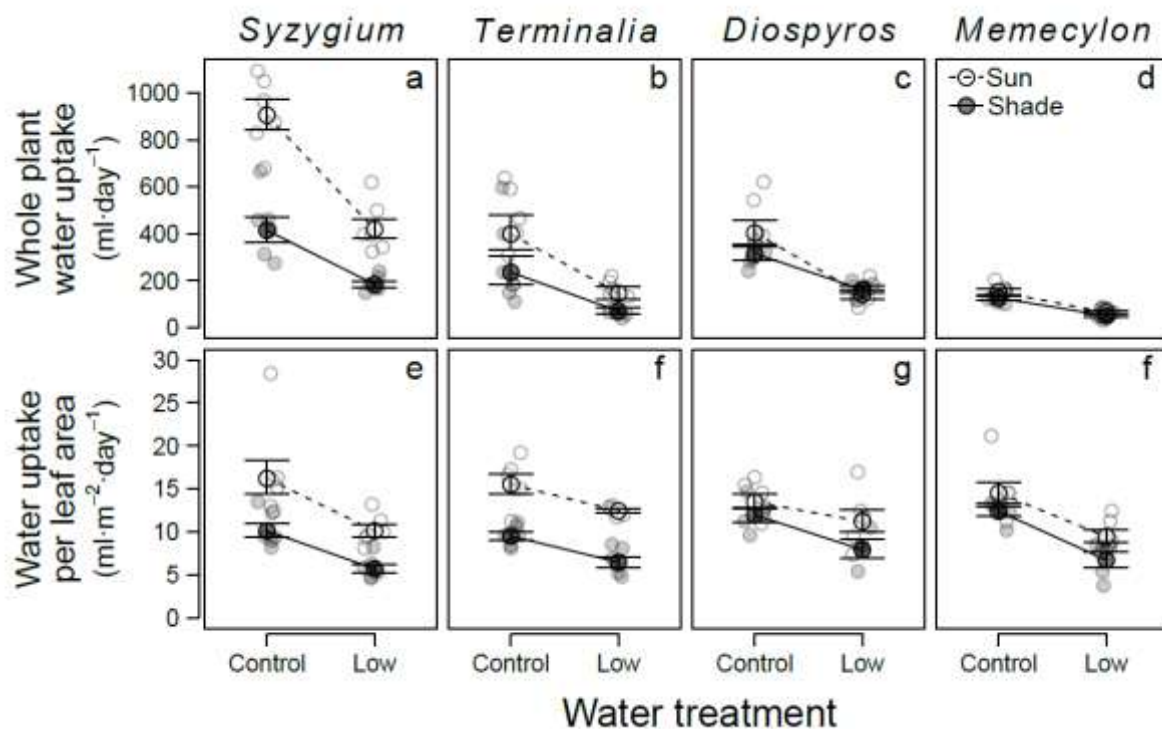 Syzygium Terminalia Diospyros Memecylon
a b c d
Sun
Shade
Whole plant
water uptake
(ml·day⁻¹)
1000
800
600
400
200
0
e f g f
Water uptake
per leaf area
(ml·m⁻²·day⁻¹)
30
25
20
15
10
5
0
Control Low Control Low Control Low Control Low
Water treatment